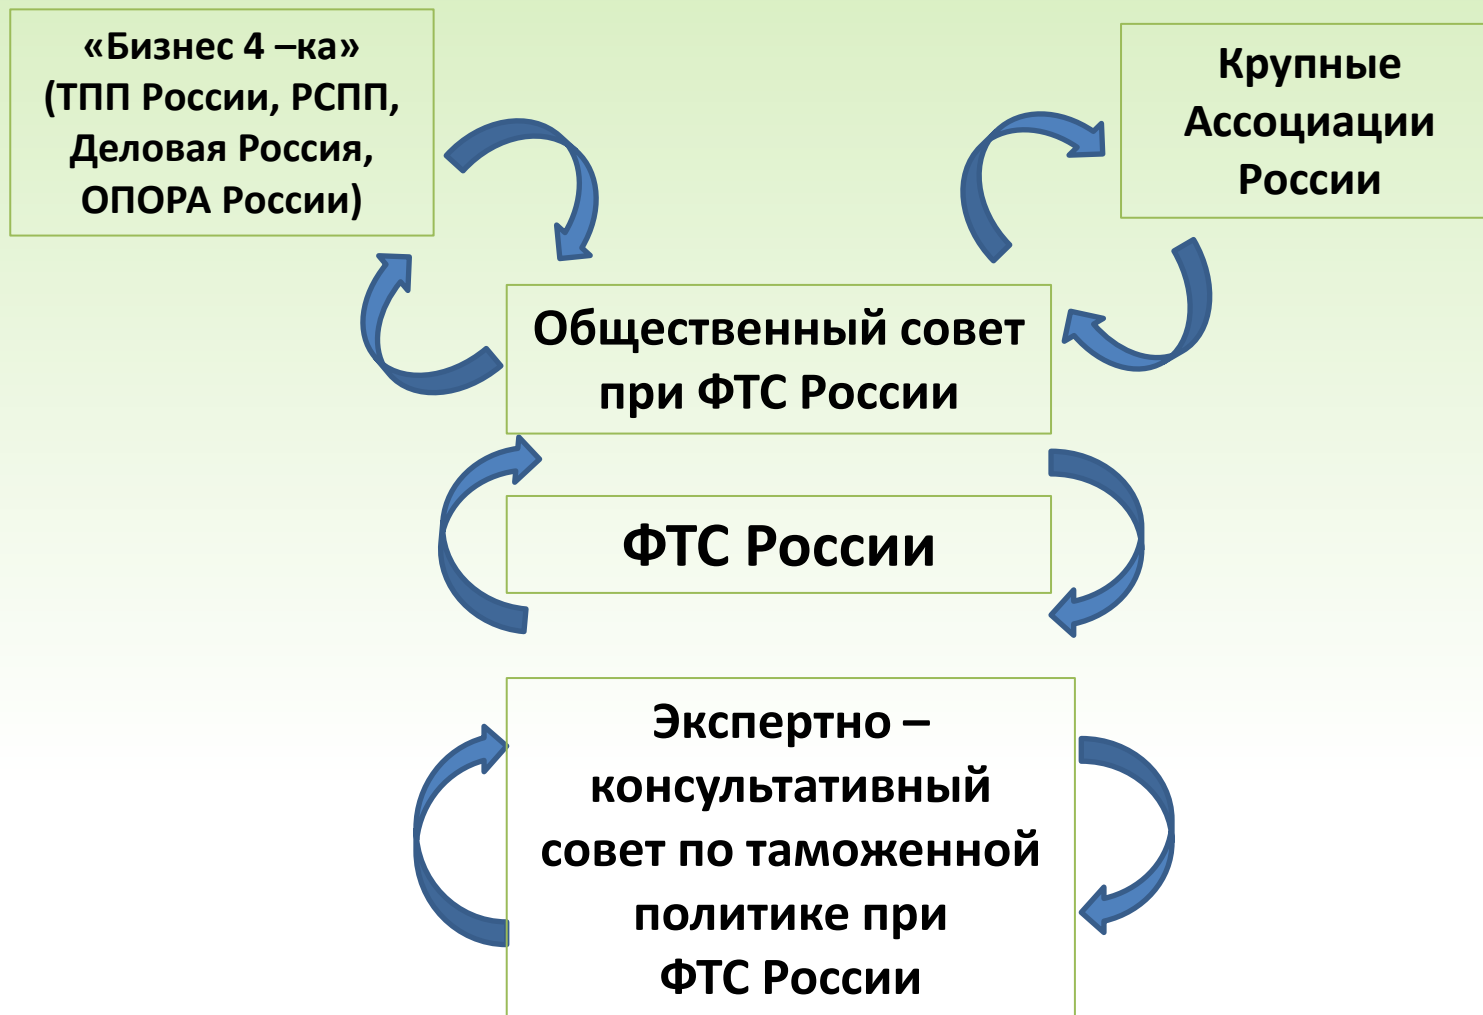 «Бизнес 4 –ка»
(ТПП России, РСПП,
Деловая Россия,
ОПОРА России)
Крупные
Ассоциации
России
Общественный совет
при ФТС России
ФТС России
Экспертно –
консультативный
совет по таможенной
политике при
ФТС России